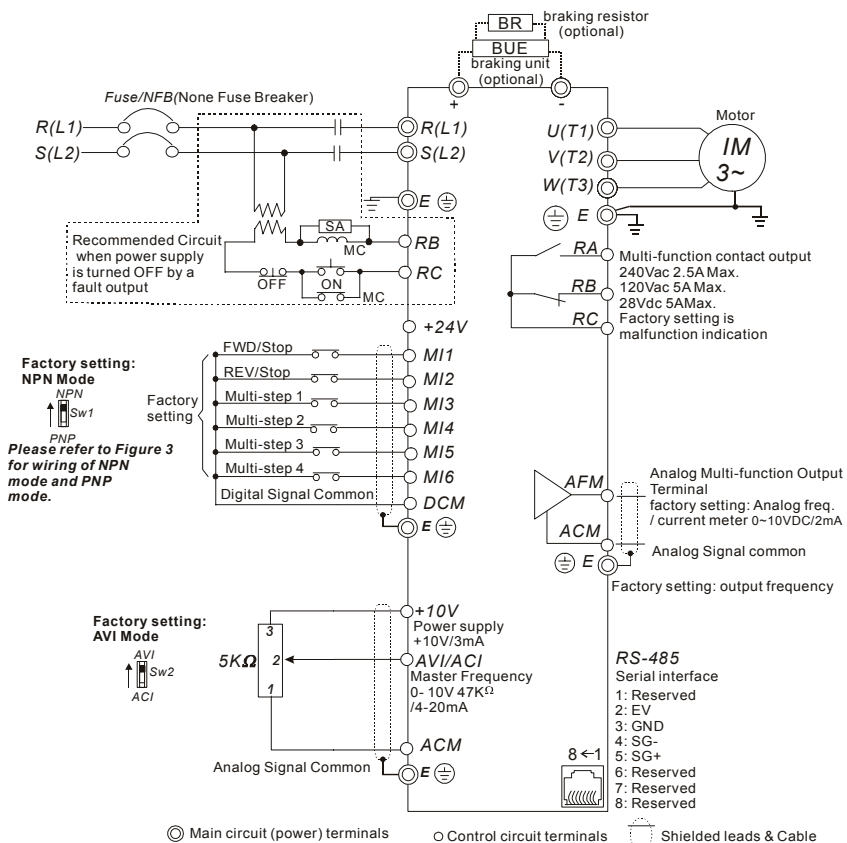 BR
braking resistor
(optional)
BUE
braking unit
(optional)
+
-
Fuse/NFB(None Fuse Breaker)
R(L1)
S(L2)
R(L1)
S(L2)
E
Recommended Circuit
when power supply
is turned OFF by a
fault output
SA
MC
OFF
ON
MC
RB
RC
Motor
IM
3~
U(T1)
V(T2)
W(T3)
E
RA
RB
RC
Multi-function contact output
240Vac 2.5A Max.
120Vac 5A Max.
28Vdc 5A Max.
Factory setting is
malfunction indication
+24V
Factory setting:
NPN Mode
NPN
Sw1
PNP
Please refer to Figure 3
for wiring of NPN
mode and PNP
mode.
Factory
setting
FWD/Stop
MI1
REV/Stop
MI2
Multi-step 1
MI3
Multi-step 2
MI4
Multi-step 3
MI5
Multi-step 4
MI6
Digital Signal Common
DCM
E
AFM
ACM
E
Analog Multi-function Output
Terminal
factory setting: Analog freq.
/ current meter 0~10VDC/2mA
Analog Signal common
Factory setting: output frequency
Factory setting:
AVI Mode
AVI
Sw2
ACI
5KΩ
3
2
1
+10V
Power supply
+10V/3mA
AVI/ACI
Master Frequency
0- 10V 47KΩ
/4-20mA
ACM
Analog Signal Common
E
RS-485
Serial interface
1: Reserved
2: EV
3: GND
4: SG-
5: SG+
6: Reserved
7: Reserved
8: Reserved
8←1
Main circuit (power) terminals
Control circuit terminals
Shielded leads & Cable